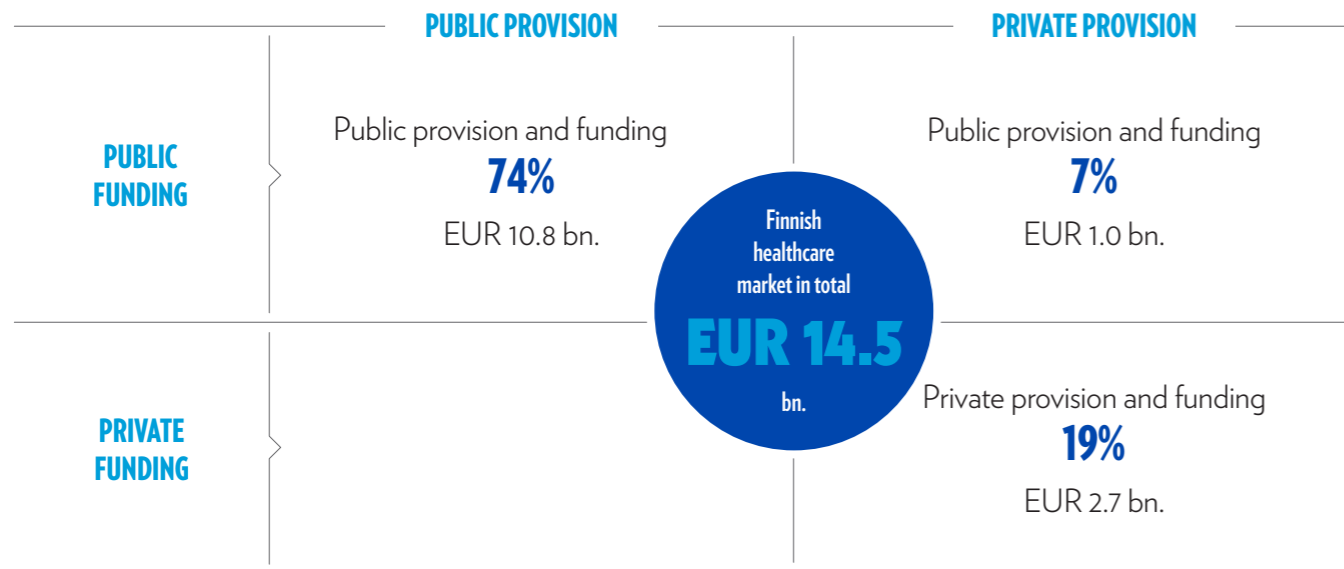 PUBLIC PROVISION
PRIVATE PROVISION
PUBLIC
FUNDING
Public provision and funding
74%
EUR 10.8 bn.
Public provision and funding
7%
EUR 1.0 bn.
Finnish
healthcare
market in total
EUR 14.5
bn.
PRIVATE
FUNDING
Private provision and funding
19%
EUR 2.7 bn.